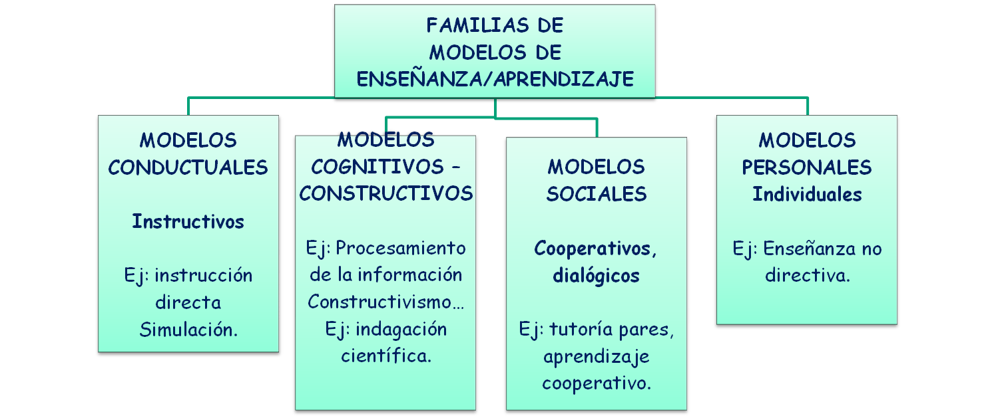 FAMILIAS DE
MODELOS DE
ENSEÑANZA/APRENDIZAJE
MODELOS
CONDUCTUALES
Instructivos
Ej: instrucción
directa
Simulación.
MODELOS
COGNITIVOS –
CONSTRUCTIVOS
Ej: Procesamiento
de la información
Constructivismo…
Ej: indagación
científica.
MODELOS
SOCIALES
Cooperativos,
dialógicos
Ej: tutoría pares,
aprendizaje
cooperativo.
MODELOS
PERSONALES
Individuales
Ej: Enseñanza no
directiva.